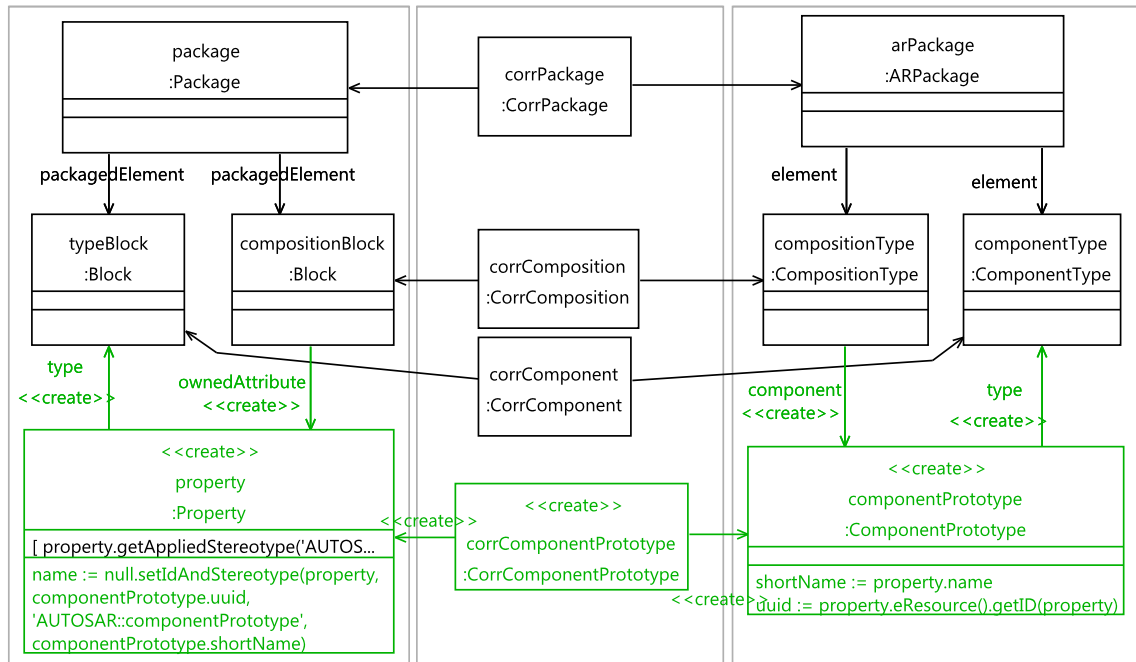 package
:Package
corrPackage
:CorrPackage
arPackage
:ARPackage
packagedElement
packagedElement
element
element
typeBlock
:Block
compositionBlock
:Block
corrComposition
:CorrComposition
compositionType
:CompositionType
componentType
:ComponentType
corrComponent
:CorrComponent
type
<<create>>
ownedAttribute
<<create>>
component
<<create>>
type
<<create>>
<<create>>
property
:Property
[ property.getAppliedStereotype('AUTOS...
name := null.setIdAndStereotype(property,
componentPrototype.uuid,
'AUTOSAR::componentPrototype',
componentPrototype.shortName)
<<create>>
<<create>>
corrComponentPrototype
:CorrComponentPrototype
<<create>>
<<create>>
componentPrototype
:ComponentPrototype
shortName := property.name
uuid := property.eResource().getID(property)